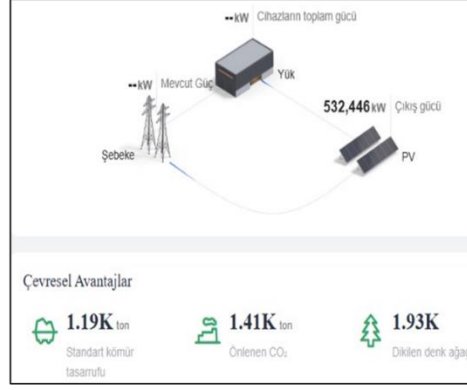 --kW Cihazların toplam gücü
Yük
--kW Mevcut Güç
532,446 kW Çıkış gücü
Şebeke
PV
Çevresel Avantajlar
1.19K ton
1.41K ton
1.93K
Standart kömür
tasarrufu
Önlenen CO₂
Dikilen denk ağaç